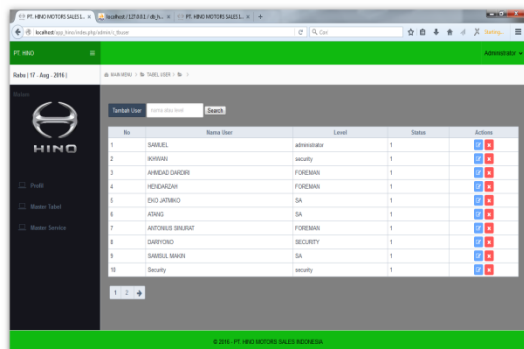 PT. HINO MOTORS SALES I...
localhost / 127.0.0.1 / db_h...
PT. HINO MOTORS SALES I...
localhost/app_hino/index.php/admin/c_tbuser
Cari
PT. HINO
Administrator
Rabu | 17 - Aug - 2016 |
MAIN MENU
TABEL USER
HINO
Profil
Master Tabel
Master Service
Tambah User
Search
No Nama User Level Status Actions
1 SAMUEL administrator 1
2 IKHWAN security 1
3 AHMDAD DARDIRI FOREMAN 1
4 HENDARZAH FOREMAN 1
5 EKO JATMIKO SA 1
6 ATANG SA 1
7 ANTONIUS SINURAT FOREMAN 1
8 DARIYONO SECURITY 1
9 SAMSUL MAKIN SA 1
10 Security security 1
1 2
© 2015 - PT. HINO MOTORS SALES INDONESIA